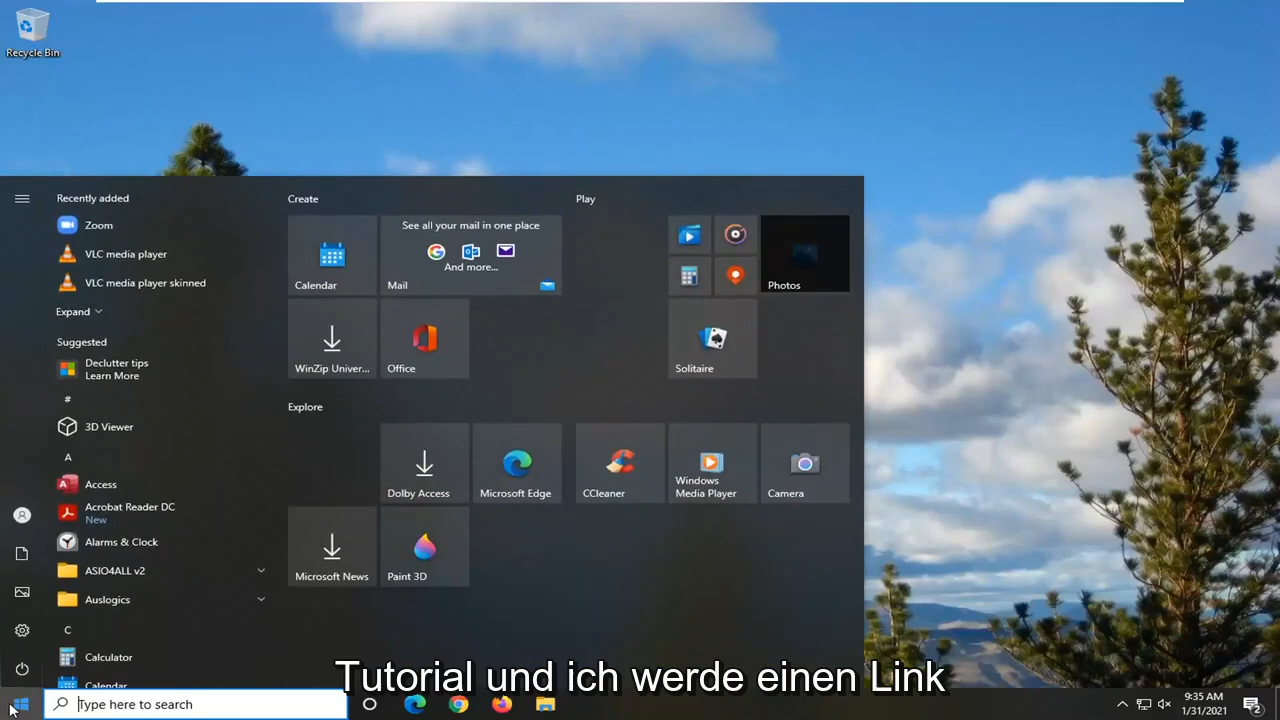 Recycle Bin
Recently added
Zoom
VLC media player
VLC media player skinned
Expand
Suggested
Declutter tips
Learn More
#
3D Viewer
A
Access
Acrobat Reader DC
New
Alarms & Clock
ASIO4ALL v2
Auslogics
C
Calculator
Calendar
Create
Calendar
See all your mail in one place
And more...
Mail
WinZip Univer...
Office
Explore
Dolby Access
Microsoft Edge
Microsoft News
Paint 3D
Play
Photos
Solitaire
CCleaner
Windows
Media Player
Camera
Tutorial und ich werde einen Link
Type here to search
9:35 AM
1/31/2021
2